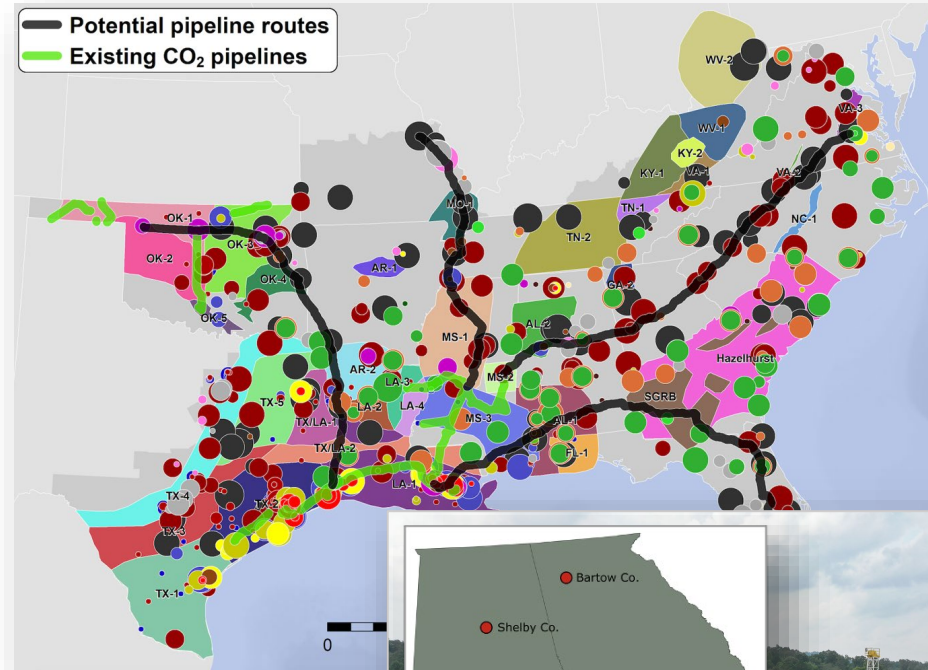 Potential pipeline routes
Existing CO₂ pipelines
WV-2
VA-3
WV-1
KY-2
KY-1
VA-1
VA-2
TN-1
NC-1
MO-1
TN-2
OK-1
OK-3
OK-2
OK-4
AR-1
GA-2
OK-5
AL-2
MS-1
Hazelhurst
AR-2
MS-2
LA-3
SGRB
TX-5
LA-2
LA-4
MS-3
TX/LA-1
AL-1
TX/LA-2
FL-1
LA-1
TX-4
TX-2
TX-3
TX-1
0
Bartow Co.
Shelby Co.